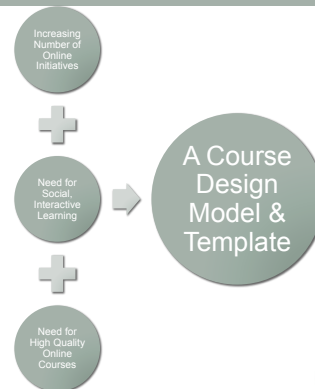 Increasing
Number of
Online
Initiatives
Need for
Social,
Interactive
Learning
Need for
High Quality
Online
Courses
A Course
Design
Model &
Template